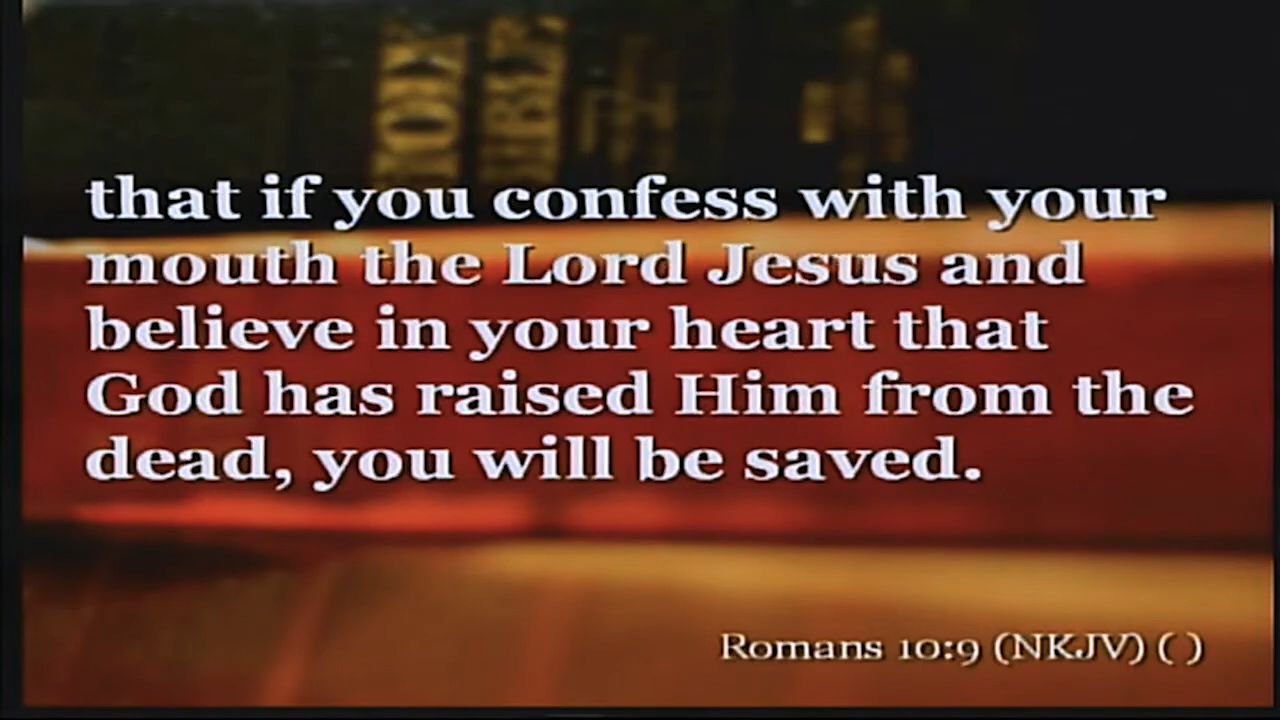 that if you confess with your
mouth the Lord Jesus and
believe in your heart that
God has raised Him from the
dead, you will be saved.
Romans 10:9 (NKJV) ( )